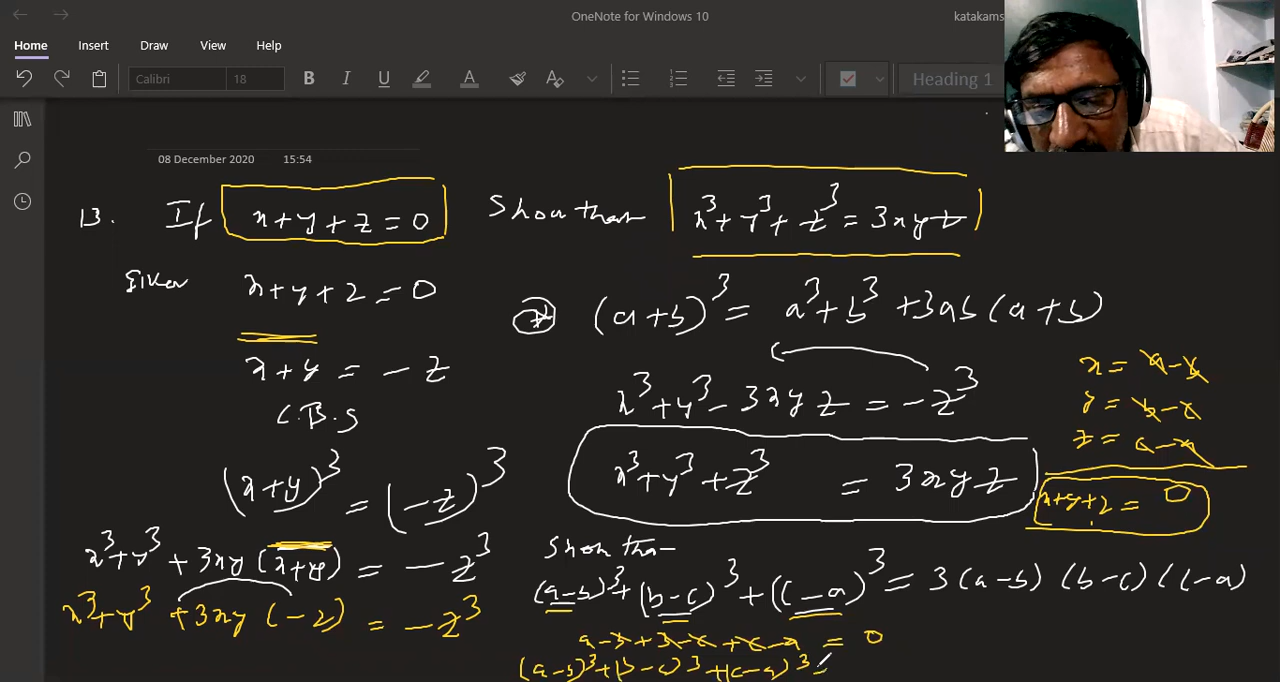 OneNote for Windows 10
katakams
Home Insert Draw View Help
Calibri 18 B I U A Heading 1
08 December 2020 15:54
13. If x+y+z=0 Show that x³+y³+z³=3xyz
Given x+y+z=0
(a+b)³= a³+b³+3ab(a+b)
x+y = -z
C.B.S
x³+y³-3xyz = -z³
x = a-b
y = b-c
z = c-a
(x+y)³ = (-z)³
x³+y³+z³ = 3xyz
x+y+z = 0
x³+y³+3xy(x+y) = -z³
Show tha
(a-b)³+(b-c)³+(c-a)³=3(a-b)(b-c)(c-a)
x³+y³+3xy(-z) = -z³
a-b+b-c+c-a = 0
(a-b)³+(b-c)³+(c-a)³=